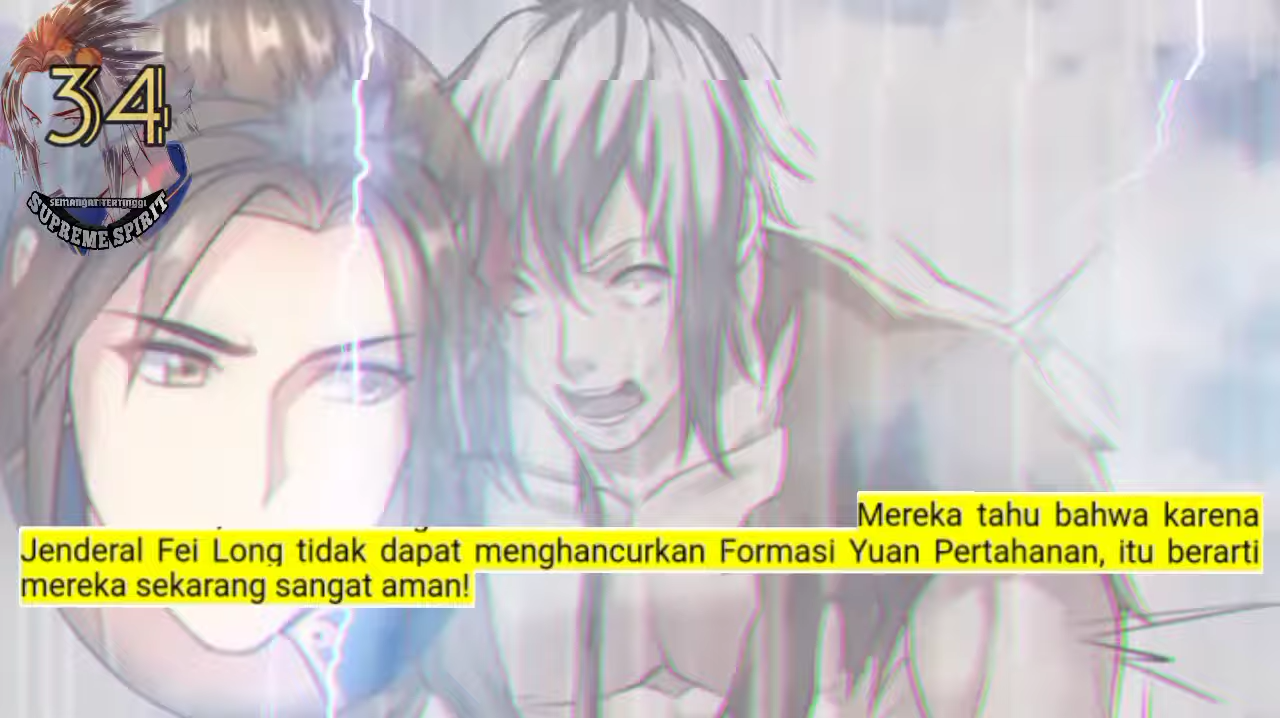 34
SEMANGAT TERTINGGI
SUPREME SPIRIT
Mereka tahu bahwa karena
Jenderal Fei Long tidak dapat menghancurkan Formasi Yuan Pertahanan, itu berarti
mereka sekarang sangat aman!